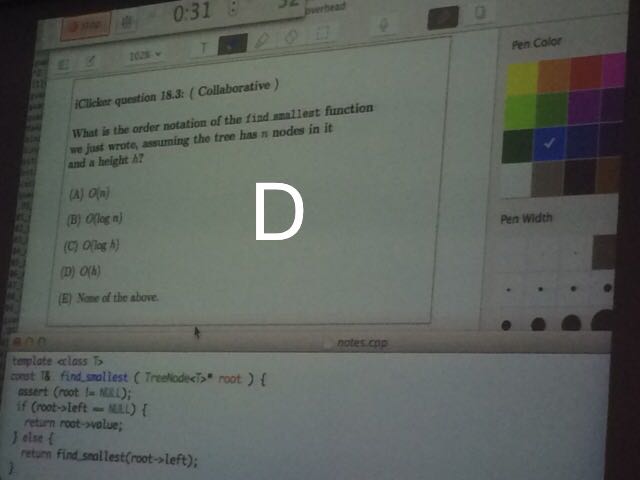 0:31
32
overhead
102%
iClicker question 18.3: ( Collaborative )
What is the order notation of the find_smallest function
we just wrote, assuming the tree has n nodes in it
and a height h?
(A) O(n)
(B) O(log n)
(C) O(log h)
(D) O(h)
(E) None of the above.
D
Pen Color
Pen Width
notes.cpp
template <class T>
const T& find_smallest ( TreeNode<T>* root ) {
assert (root != NULL);
if (root->left == NULL) {
return root->value;
} else {
return find_smallest(root->left);
}